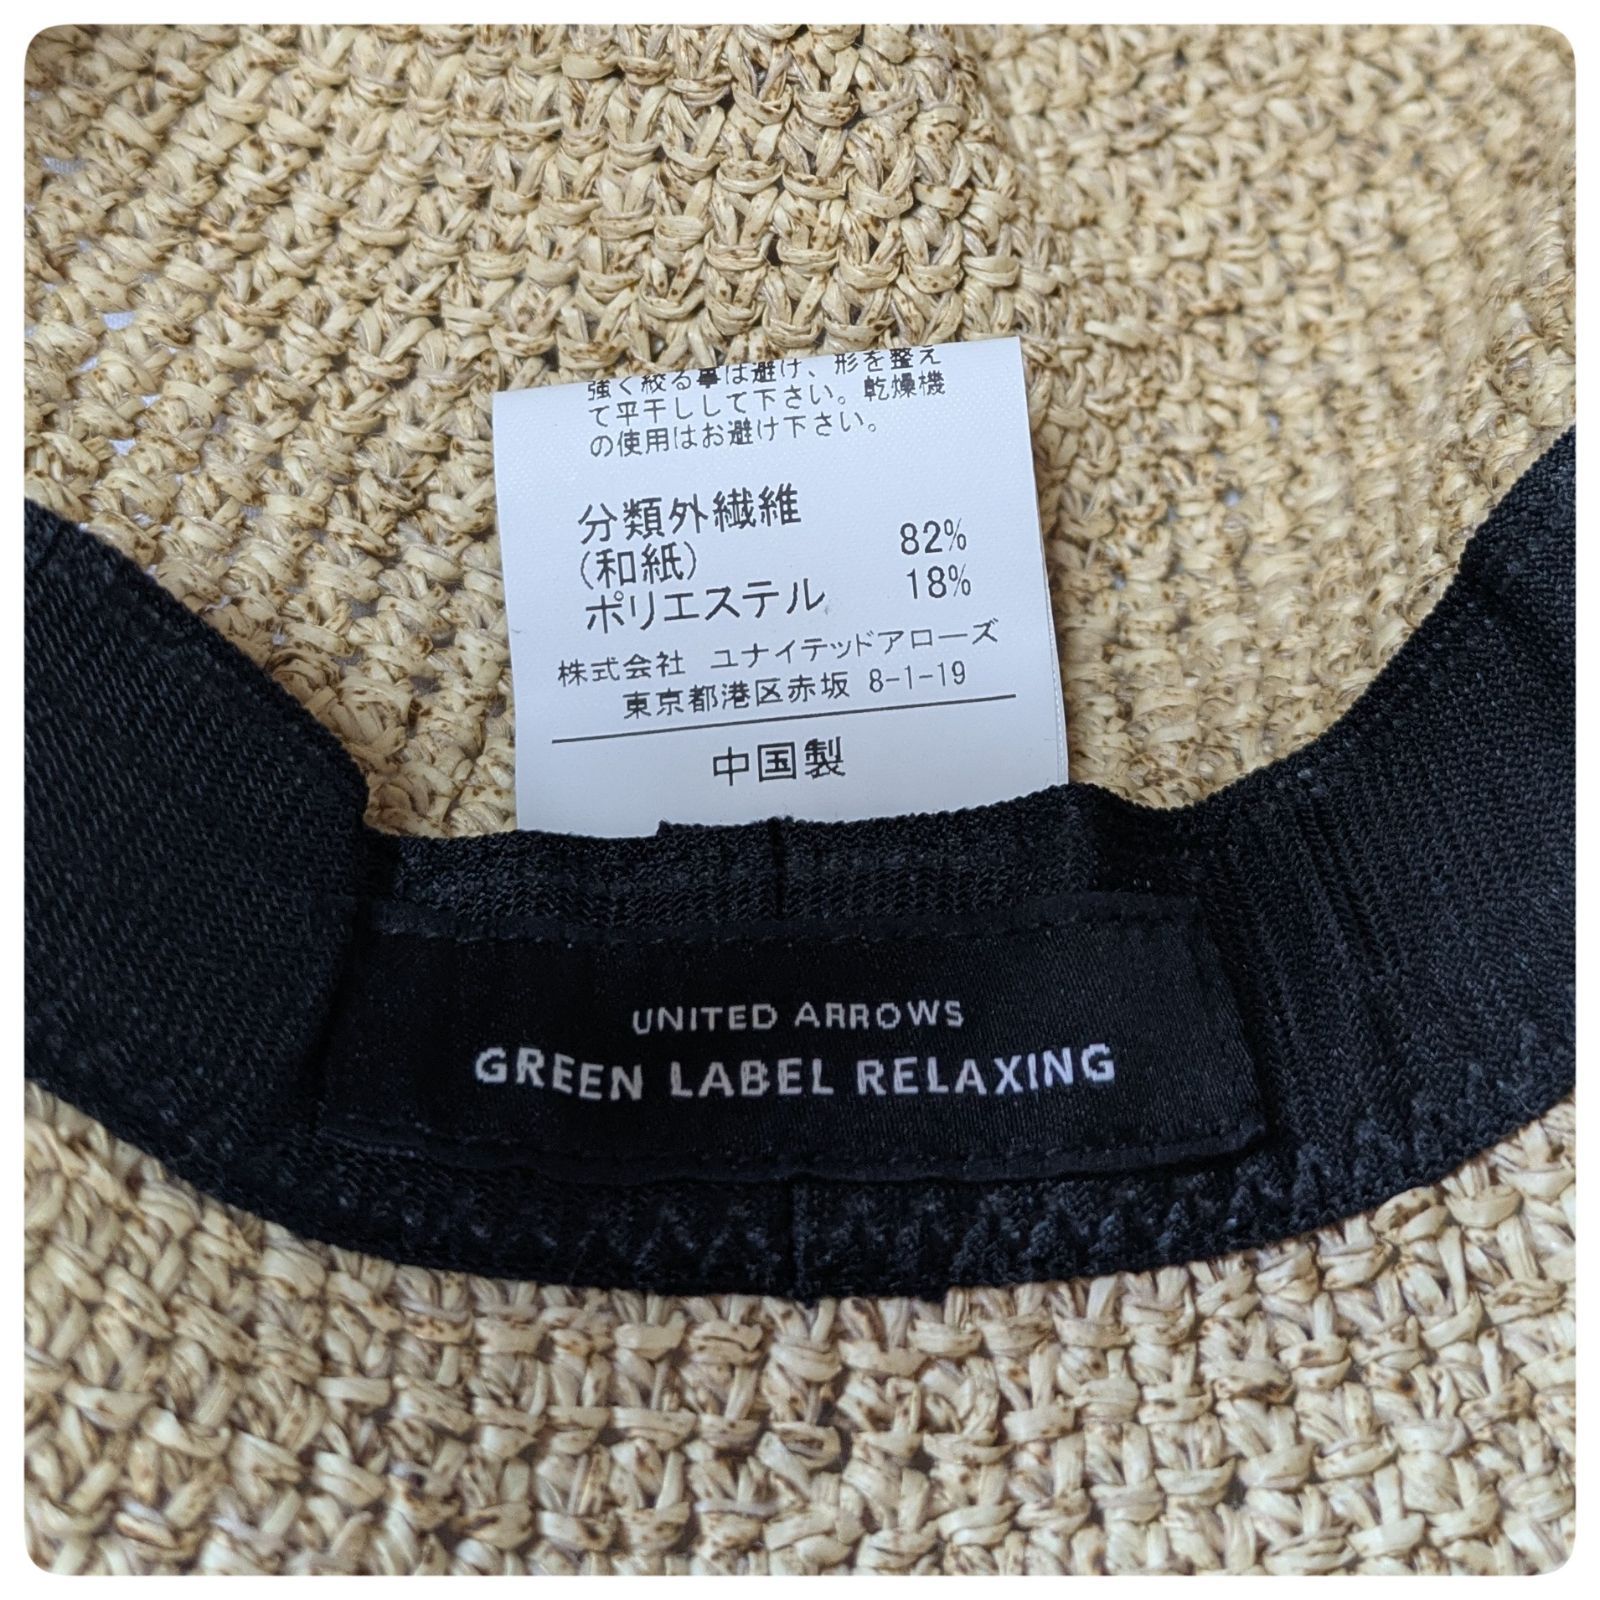 強く絞る事は避け、形を整え
て平干しして下さい。乾燥機
の使用はお避け下さい。
分類外繊維
(和紙) 82%
ポリエステル 18%
株式会社 ユナイテッドアローズ
東京都港区赤坂 8-1-19
中国製
UNITED ARROWS
GREEN LABEL RELAXING